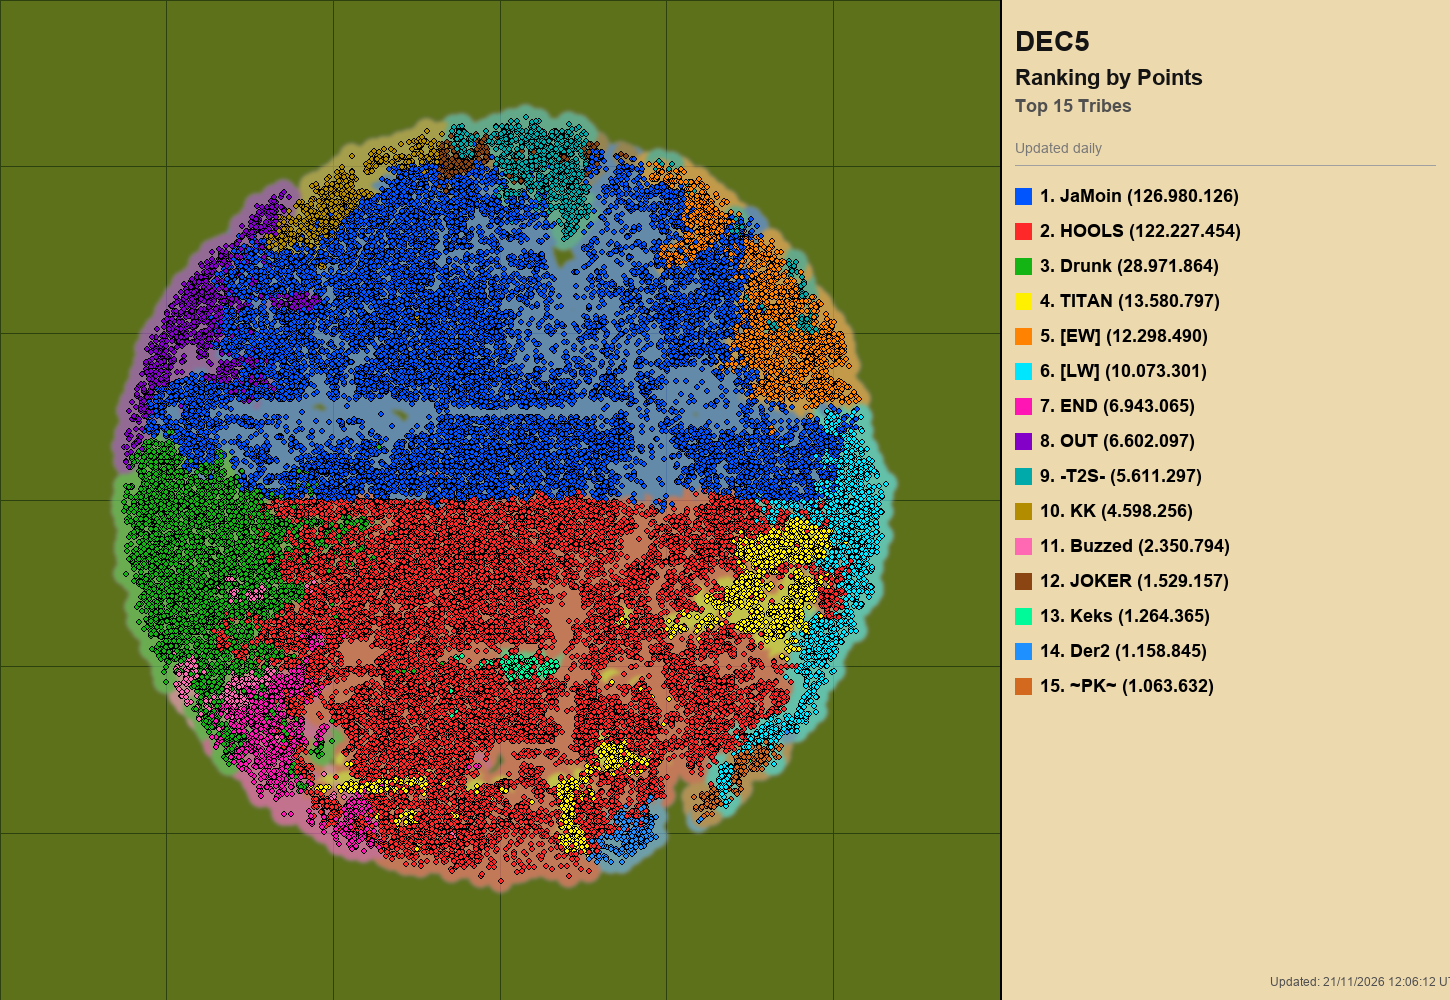 DEC5
Ranking by Points
Top 15 Tribes
Updated daily
1. JaMoin (126.980.126)
2. HOOLS (122.227.454)
3. Drunk (28.971.864)
4. TITAN (13.580.797)
5. [EW] (12.298.490)
6. [LW] (10.073.301)
7. END (6.943.065)
8. OUT (6.602.097)
9. -T2S- (5.611.297)
10. KK (4.598.256)
11. Buzzed (2.350.794)
12. JOKER (1.529.157)
13. Keks (1.264.365)
14. Der2 (1.158.845)
15. ~PK~ (1.063.632)
Updated: 21/11/2026 12:06:12 U